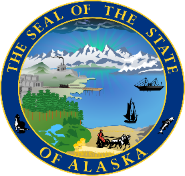 THE SEAL OF THE STATE
OF ALASKA